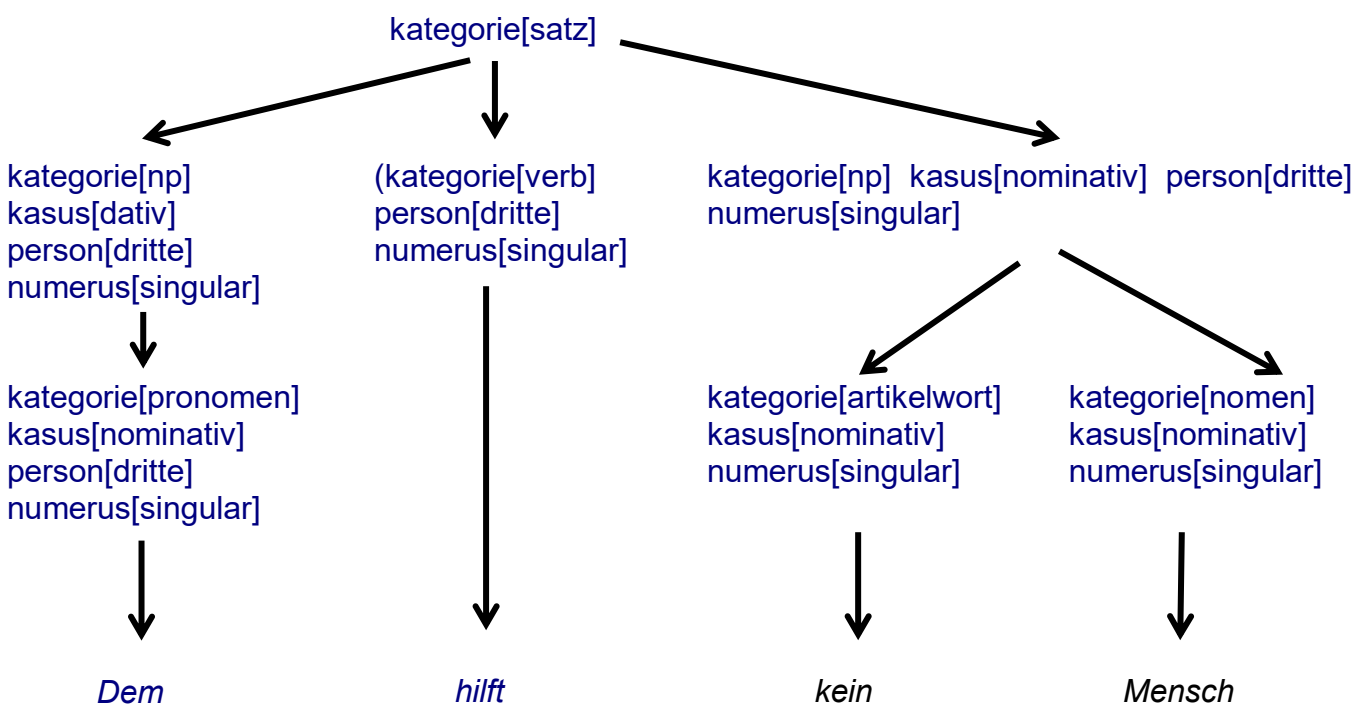 kategorie[satz]
kategorie[np]
kasus[dativ]
person[dritte]
numerus[singular]
(kategorie[verb]
person[dritte]
numerus[singular]
kategorie[np] kasus[nominativ] person[dritte]
numerus[singular]
kategorie[pronomen]
kasus[nominativ]
person[dritte]
numerus[singular]
kategorie[artikelwort]
kasus[nominativ]
numerus[singular]
kategorie[nomen]
kasus[nominativ]
numerus[singular]
Dem hilft kein Mensch